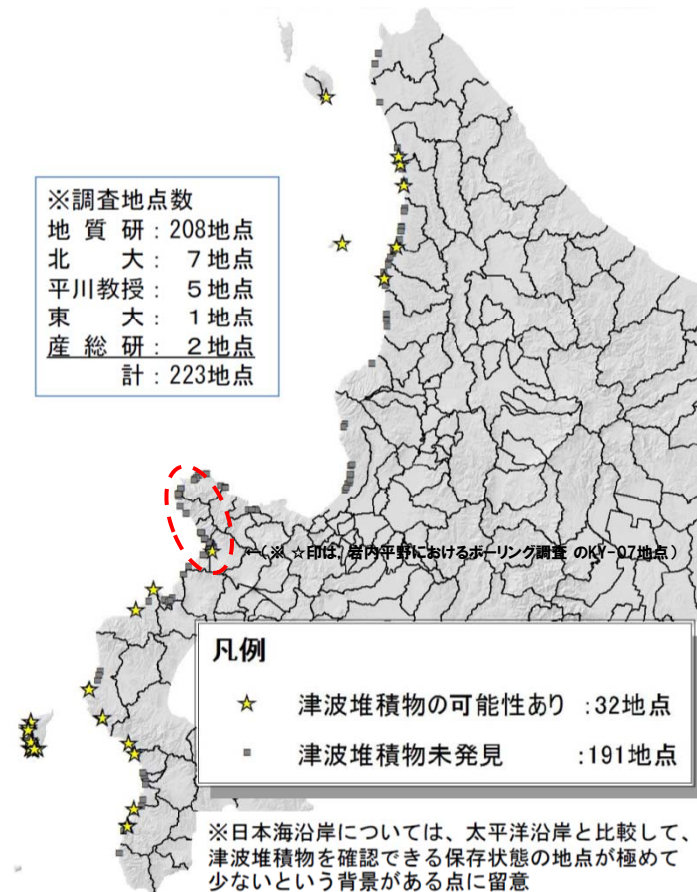 ※調査地点数
地質研：208地点
北大：7地点
平川教授：5地点
東大：1地点
産総研：2地点
計：223地点
←(※ ☆印は，岩内平野におけるボーリング調査 のKY-07地点)
凡例
津波堆積物の可能性あり ：32地点
津波堆積物未発見 ：191地点
※日本海沿岸については、太平洋沿岸と比較して、
津波堆積物を確認できる保存状態の地点が極めて
少ないという背景がある点に留意